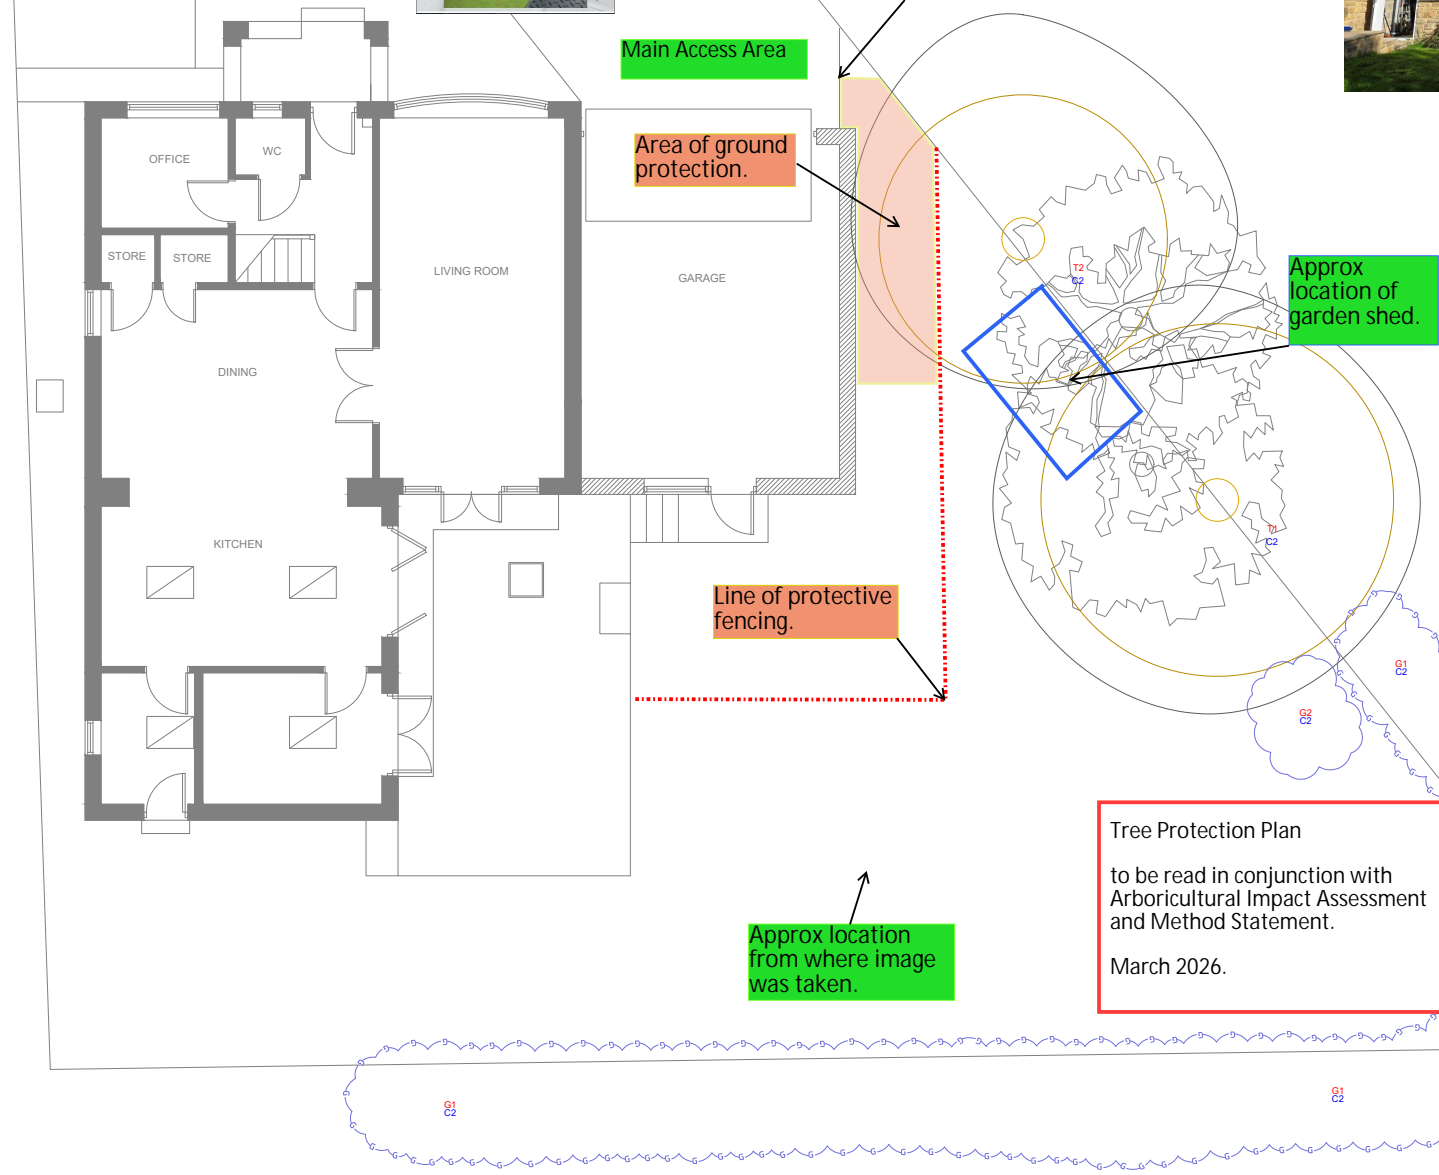 Main Access Area
Area of ground
protection.
OFFICE
WC
STORE
STORE
LIVING ROOM
GARAGE
T2
C2
Approx
location of
garden shed.
DINING
KITCHEN
T1
C2
Line of protective
fencing.
G1
C2
G2
C2
Tree Protection Plan
to be read in conjunction with
Arboricultural Impact Assessment
and Method Statement.
March 2026.
Approx location
from where image
was taken.
G1
C2
G1
C2